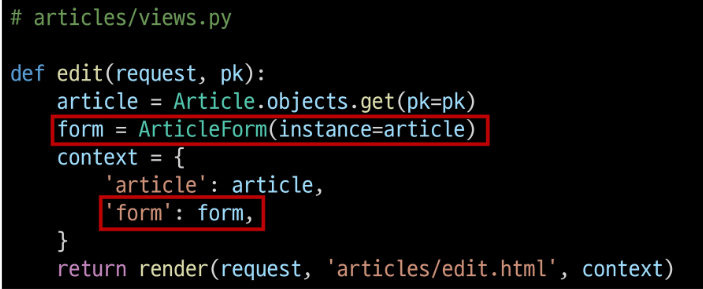 # articles/views.py
def edit(request, pk):
    article = Article.objects.get(pk=pk)
    form = ArticleForm(instance=article)
    context = {
        'article': article,
        'form': form,
    }
    return render(request, 'articles/edit.html', context)